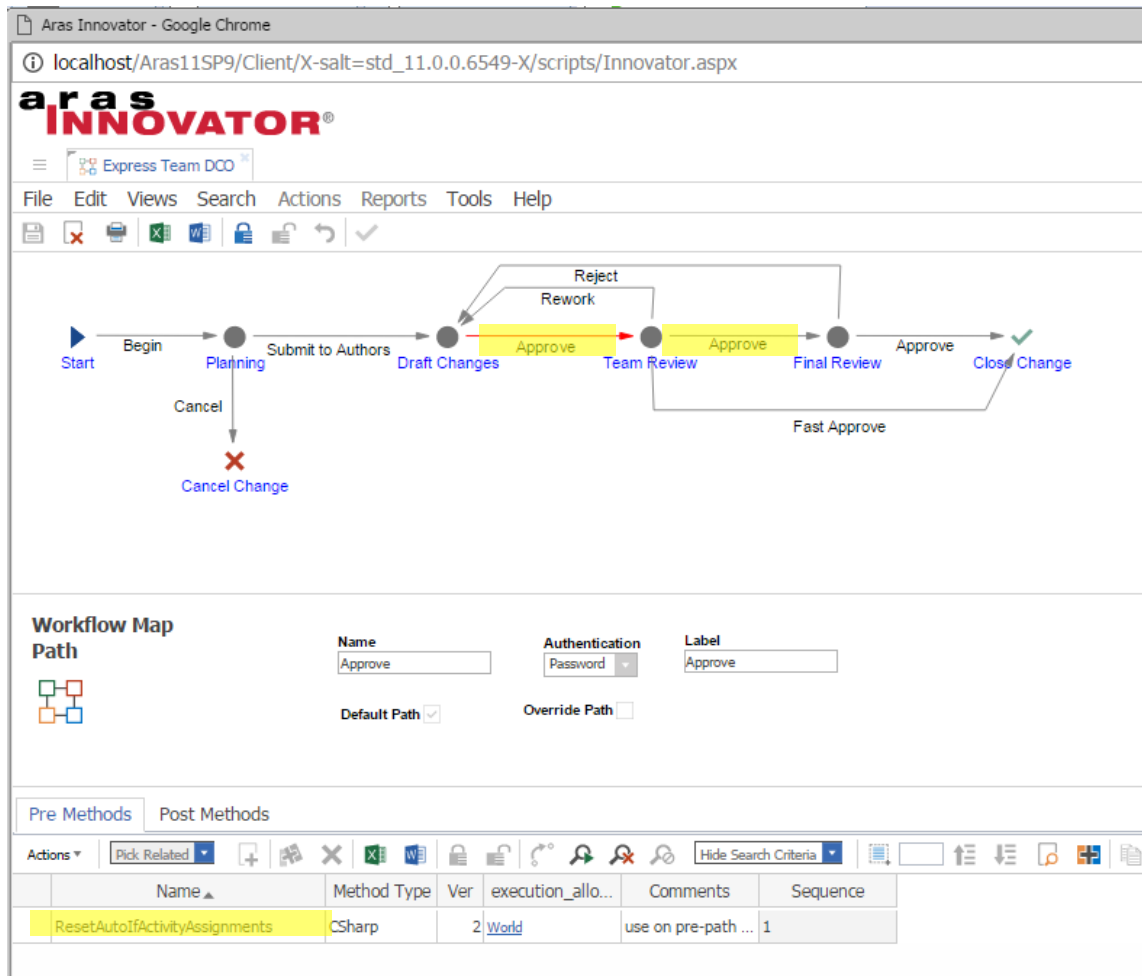 Aras Innovator - Google Chrome
localhost/Aras11SP9/Client/X-salt=std_11.0.0.6549-X/scripts/Innovator.aspx
aras
INNOVATOR®
Express Team DCO
File Edit Views Search Actions Reports Tools Help
Reject
Rework
Begin Submit to Authors Approve Approve Approve
Start Planning Draft Changes Team Review Final Review Close Change
Cancel
Fast Approve
Cancel Change
Workflow Map
Path
Name Authentication Label
Approve Password Approve
Default Path Override Path
Pre Methods Post Methods
Actions Pick Related Hide Search Criteria
Name Method Type Ver execution_allo... Comments Sequence
ResetAutoIfActivityAssignments CSharp 2 World use on pre-path ... 1